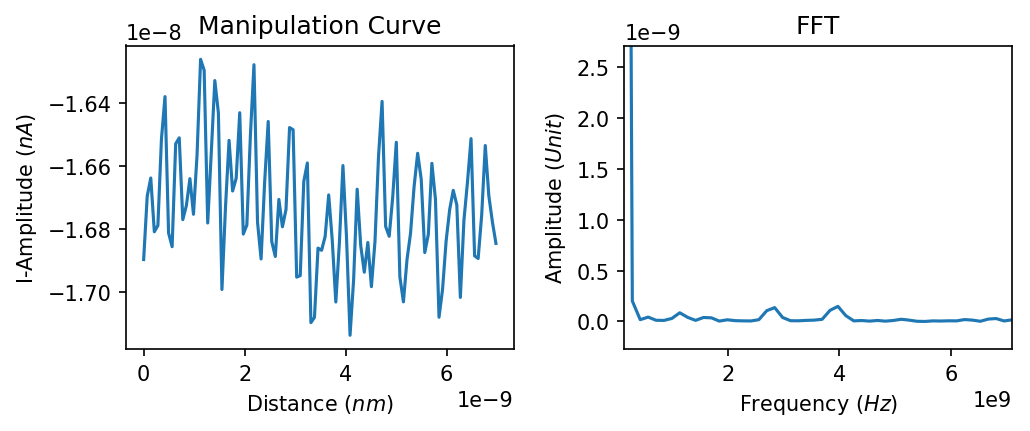 Manipulation Curve
1e−8
−1.64
−1.66
−1.68
−1.70
I-Amplitude (nA)
0 2 4 6
1e−9
Distance (nm)
FFT
1e−9
2.5
2.0
1.5
1.0
0.5
0.0
Amplitude (Unit)
2 4 6
1e9
Frequency (Hz)